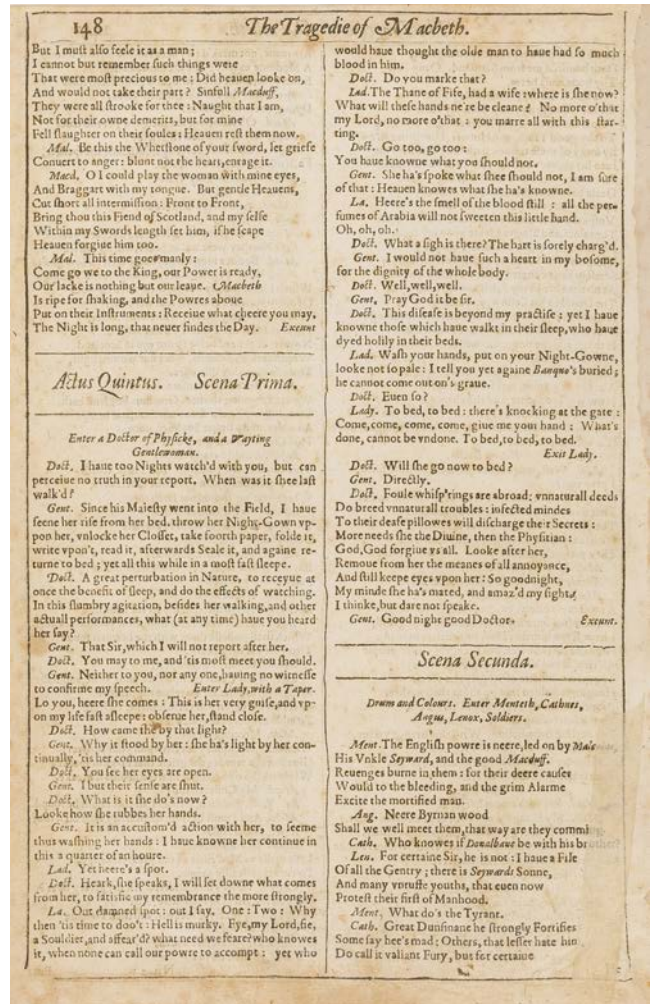 148
The Tragedie of Macbeth.
But I must also feele it as a man;
I cannot but remember such things were
That were most precious to me: Did heauen looke on,
And would not take their part? Sinfull Macduff,
They were all strooke for thee: Naught that I am,
Not for their owne demerits, but for mine
Fell slaughter on their soules: Heauen rest them now.
Mal. Be this the Whetstone of your sword, let griefe
Conuert to anger: blunt not the heart, enrage it.
Macd. O I could play the woman with mine eyes,
And Braggart with my tongue. But gentle Heauens,
Cut short all intermission: Front to Front,
Bring thou this Fiend of Scotland, and my selfe
Within my Swords length set him, if he scape
Heauen forgiue him too.
Mal. This time goes manly:
Come go we to the King, our Power is ready,
Our lacke is nothing but our leaue. Macbeth
Is ripe for shaking, and the Powres aboue
Put on their Instruments: Receiue what cheere you may,
The Night is long, that neuer findes the Day. Exeunt
Actus Quintus. Scena Prima.
Enter a Doctor of Physicke, and a Wayting
Gentlewoman.
Doct. I haue too Nights watch'd with you, but can
perceiue no truth in your report. When was it shee last
walk'd?
Gent. Since his Maiesty went into the Field, I haue
seene her rise from her bed, throw her Night-Gown vp-
pon her, vnlocke her Closset, take foorth paper, folde it,
write vpon't, read it, afterwards Seale it, and againe re-
turne to bed; yet all this while in a most fast sleepe.
Doct. A great perturbation in Nature, to receyue at
once the benefit of sleep, and do the effects of watching.
In this slumbry agitation, besides her walking, and other
actuall performances, what (at any time) haue you heard
her say?
Gent. That Sir, which I will not report after her.
Doct. You may to me, and 'tis most meet you should.
Gent. Neither to you, nor any one, hauing no witnesse
to confirme my speech. Enter Lady, with a Taper.
Lo you, heere she comes: This is her very guise, and vp-
on my life fast asleepe: obserue her, stand close.
Doct. How came she by that light?
Gent. Why it stood by her: she ha's light by her con-
tinually, 'tis her command.
Doct. You see her eyes are open.
Gent. I but their sense are shut.
Doct. What is it she do's now?
Looke how she rubbes her hands.
Gent. It is an accustom'd action with her, to seeme
thus washing her hands: I haue knowne her continue in
this a quarter of an houre.
Lad. Yet heere's a spot.
Doct. Heark, she speaks, I will set downe what comes
from her, to satisfie my remembrance the more strongly.
La. Out damned spot: out I say. One: Two: Why
then 'tis time to doo't: Hell is murky. Fye, my Lord, fie,
a Souldier, and affear'd? what need we feare? who knowes
it, when none can call our powre to accompt: yet who
would haue thought the olde man to haue had so much
blood in him.
Doct. Do you marke that?
Lad. The Thane of Fife, had a wife: where is she now?
What will these hands ne're be cleane? No more o'that
my Lord, no more o'that: you marre all with this star-
ting.
Doct. Go too, go too:
You haue knowne what you should not.
Gent. She ha's spoke what shee should not, I am sure
of that: Heauen knowes what she ha's knowne.
La. Heere's the smell of the blood still: all the per-
fumes of Arabia will not sweeten this little hand.
Oh, oh, oh.
Doct. What a sigh is there? The hart is sorely charg'd.
Gent. I would not haue such a heart in my bosome,
for the dignity of the whole body.
Doct. Well, well, well.
Gent. Pray God it be sir.
Doct. This disease is beyond my practise: yet I haue
knowne those which haue walkt in their sleep, who haue
dyed holily in their beds.
Lad. Wash your hands, put on your Night-Gowne,
looke not so pale: I tell you yet againe Banquo's buried;
he cannot come out on's graue.
Doct. Euen so?
Lady. To bed, to bed: there's knocking at the gate:
Come, come, come, come, giue me your hand: What's
done, cannot be vndone. To bed, to bed, to bed.
Exit Lady.
Doct. Will she go now to bed?
Gent. Directly.
Doct. Foule whisp'rings are abroad: vnnaturall deeds
Do breed vnnaturall troubles: infected mindes
To their deafe pillowes will discharge their Secrets:
More needs she the Diuine, then the Physitian:
God, God forgiue vs all. Looke after her,
Remoue from her the meanes of all annoyance,
And still keepe eyes vpon her: So goodnight,
My minde she ha's mated, and amaz'd my sight.
I thinke, but dare not speake.
Gent. Good night good Doctor. Exeunt.
Scena Secunda.
Drum and Colours. Enter Menteth, Cathnes,
Angus, Lenox, Soldiers.
Ment. The English powre is neere, led on by
His Vnkle Seyward, and the good Macduff.
Reuenges burne in them: for their deere causes
Would to the bleeding, and the grim Alarme
Excite the mortified man.
Ang. Neere Byrnan wood
Shall we well meet them, that way are they
Cath. Who knowes if Donalbane be with his
Len. For certaine Sir, he is not: I haue a File
Of all the Gentry; there is Seywards Sonne,
And many vnruffe youths, that euen now
Protest their first of Manhood.
Ment. What do's the Tyrant.
Cath. Great Dunsinane he strongly Fortifies
Some say hee's mad; Others, that lesser hate him
Do call it valiant Fury, but for certaine